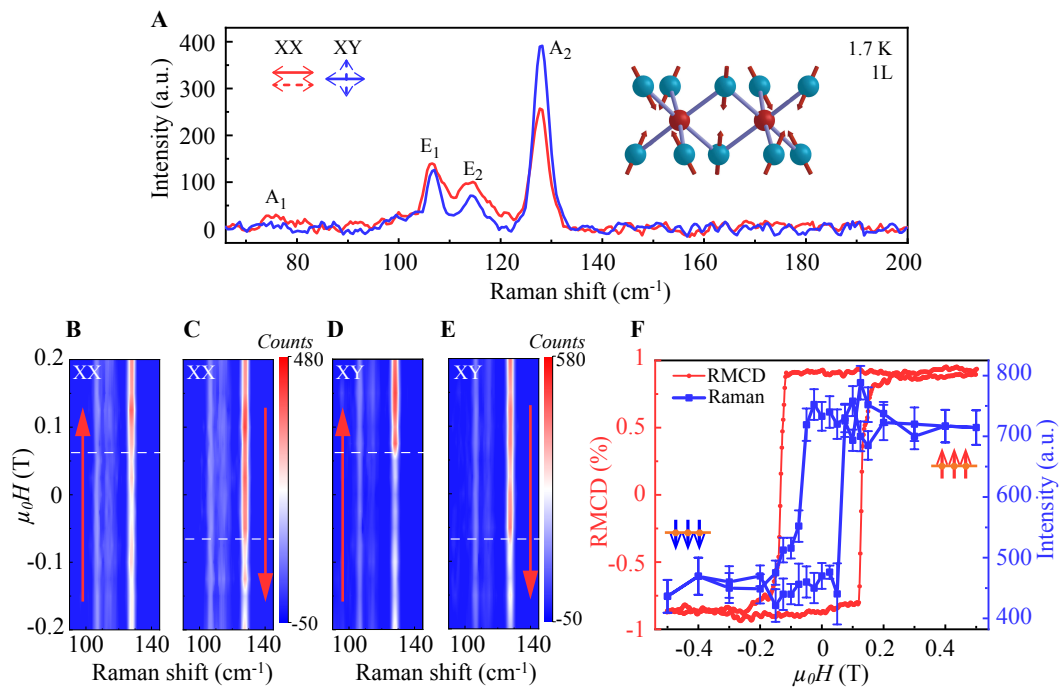 A
XX XY
A₂
1.7 K
1L
E₁
E₂
A₁
Intensity (a.u.)
400
300
200
100
0
80 100 120 140 160 180 200
Raman shift (cm⁻¹)
B C D E F
Counts Counts
480 580
-50 -50
XX XX XY XY
μ₀H (T)
0.2
0.1
0
-0.1
-0.2
100 140 100 140 100 140 100 140
Raman shift (cm⁻¹) Raman shift (cm⁻¹)
RMCD
Raman
RMCD (%)
1
0.5
0
-0.5
-1
Intensity (a.u.)
800
700
600
500
400
-0.4 -0.2 0 0.2 0.4
μ₀H (T)